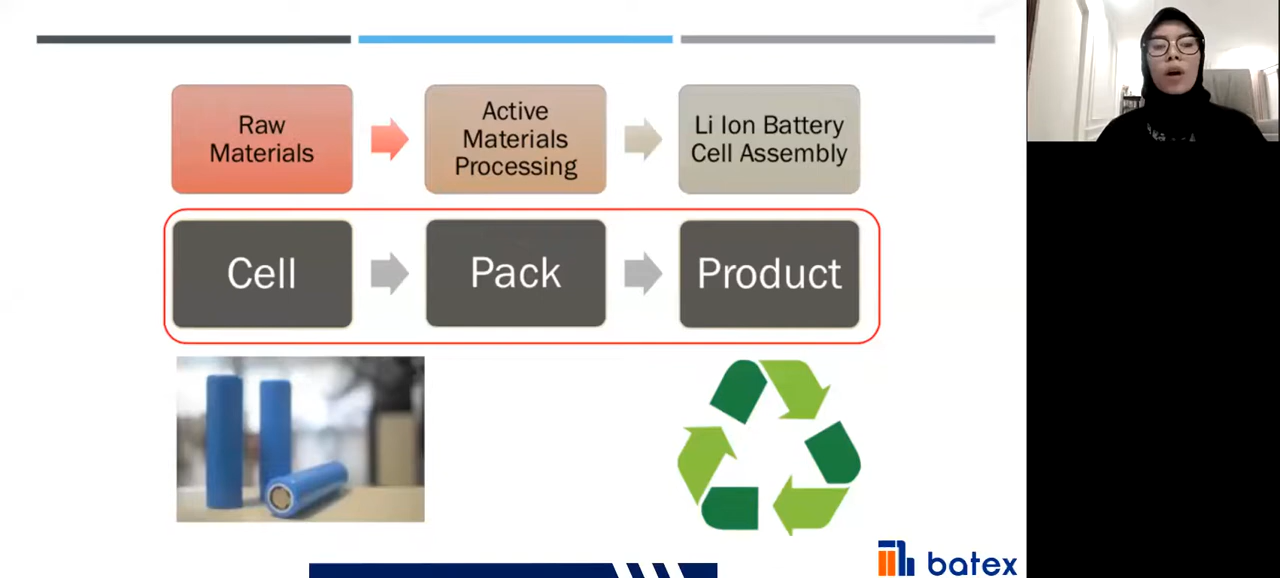 Raw
Materials
Active
Materials
Processing
Li Ion Battery
Cell Assembly
Cell
Pack
Product
batex